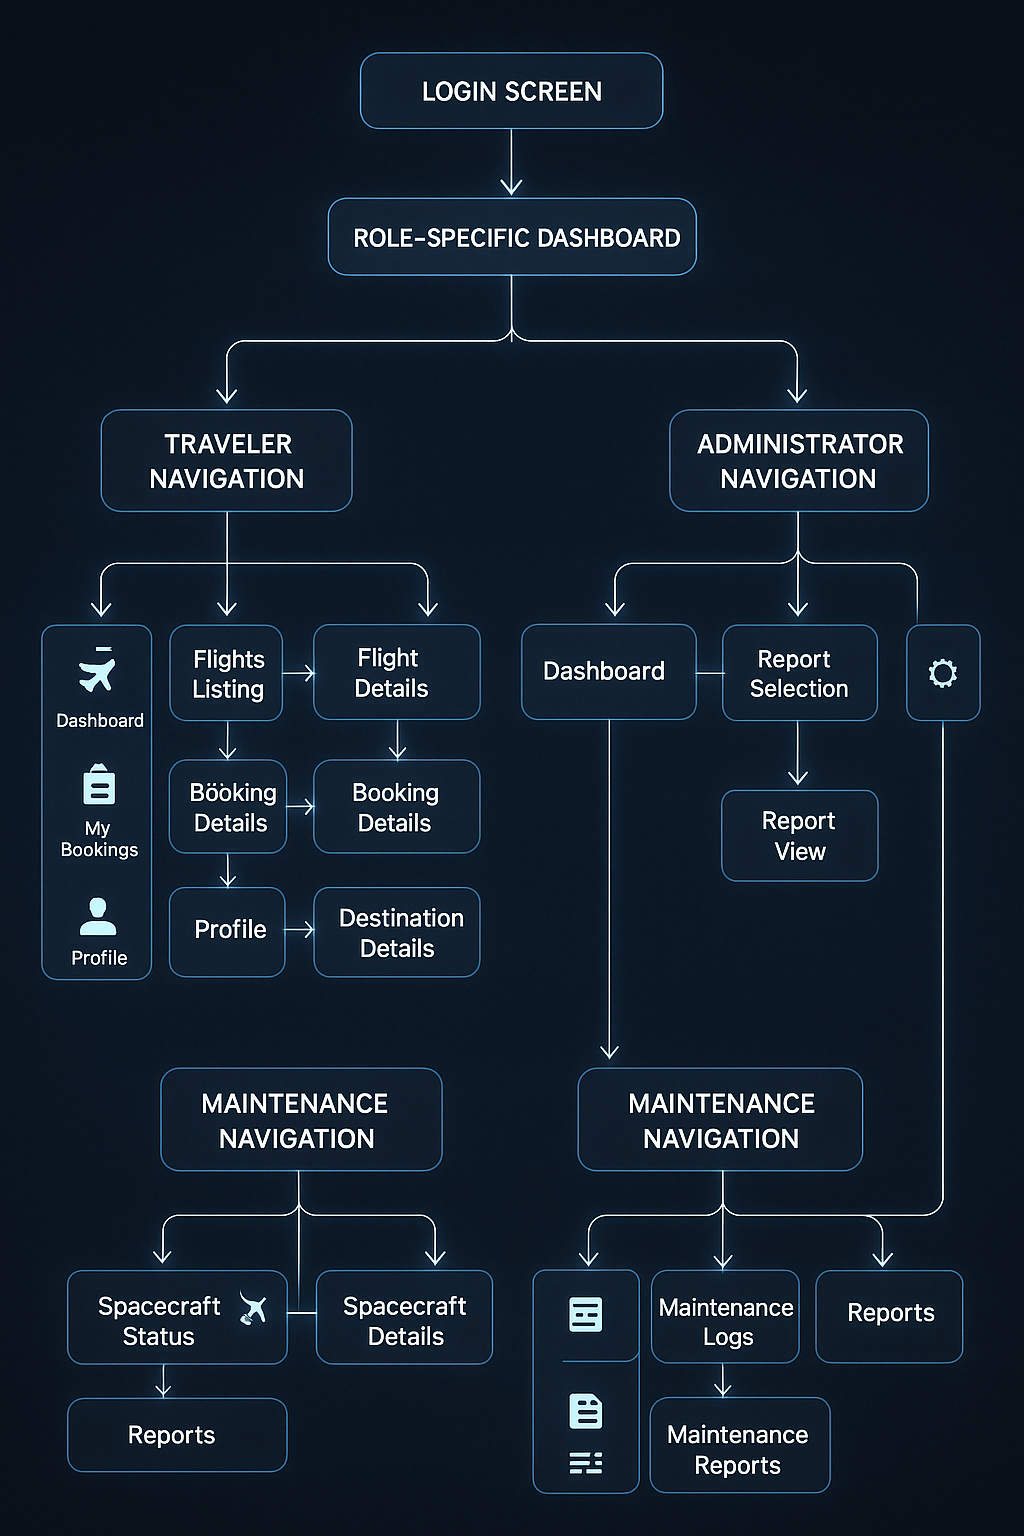 LOGIN SCREEN
ROLE-SPECIFIC DASHBOARD
TRAVELER
NAVIGATION
ADMINISTRATOR
NAVIGATION
Dashboard
My
Bookings
Profile
Flights
Listing
Flight
Details
Böoking
Details
Booking
Details
Profile
Destination
Details
Dashboard
Report
Selection
Report
View
MAINTENANCE
NAVIGATION
Spacecraft
Status
Spacecraft
Details
Reports
MAINTENANCE
NAVIGATION
Maintenance
Logs
Reports
Maintenance
Reports